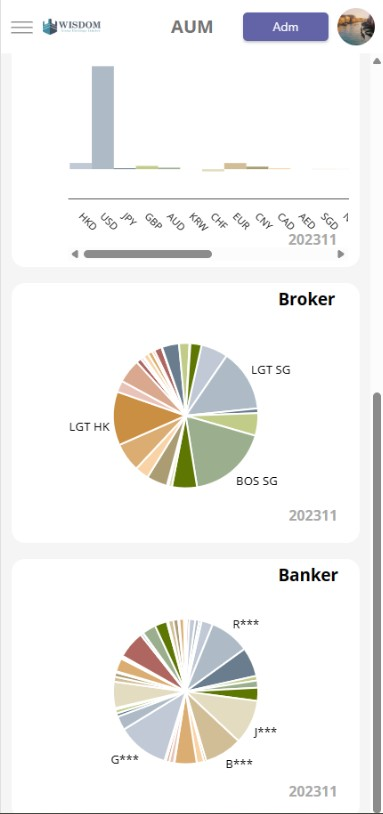 WISDOM
AUM
Adm
HKD
USD
JPY
GBP
AUD
KRW
CHF
EUR
CNY
CAD
AED
SGD
202311
Broker
LGT SG
LGT HK
BOS SG
202311
Banker
R***
J***
G***
B***
202311